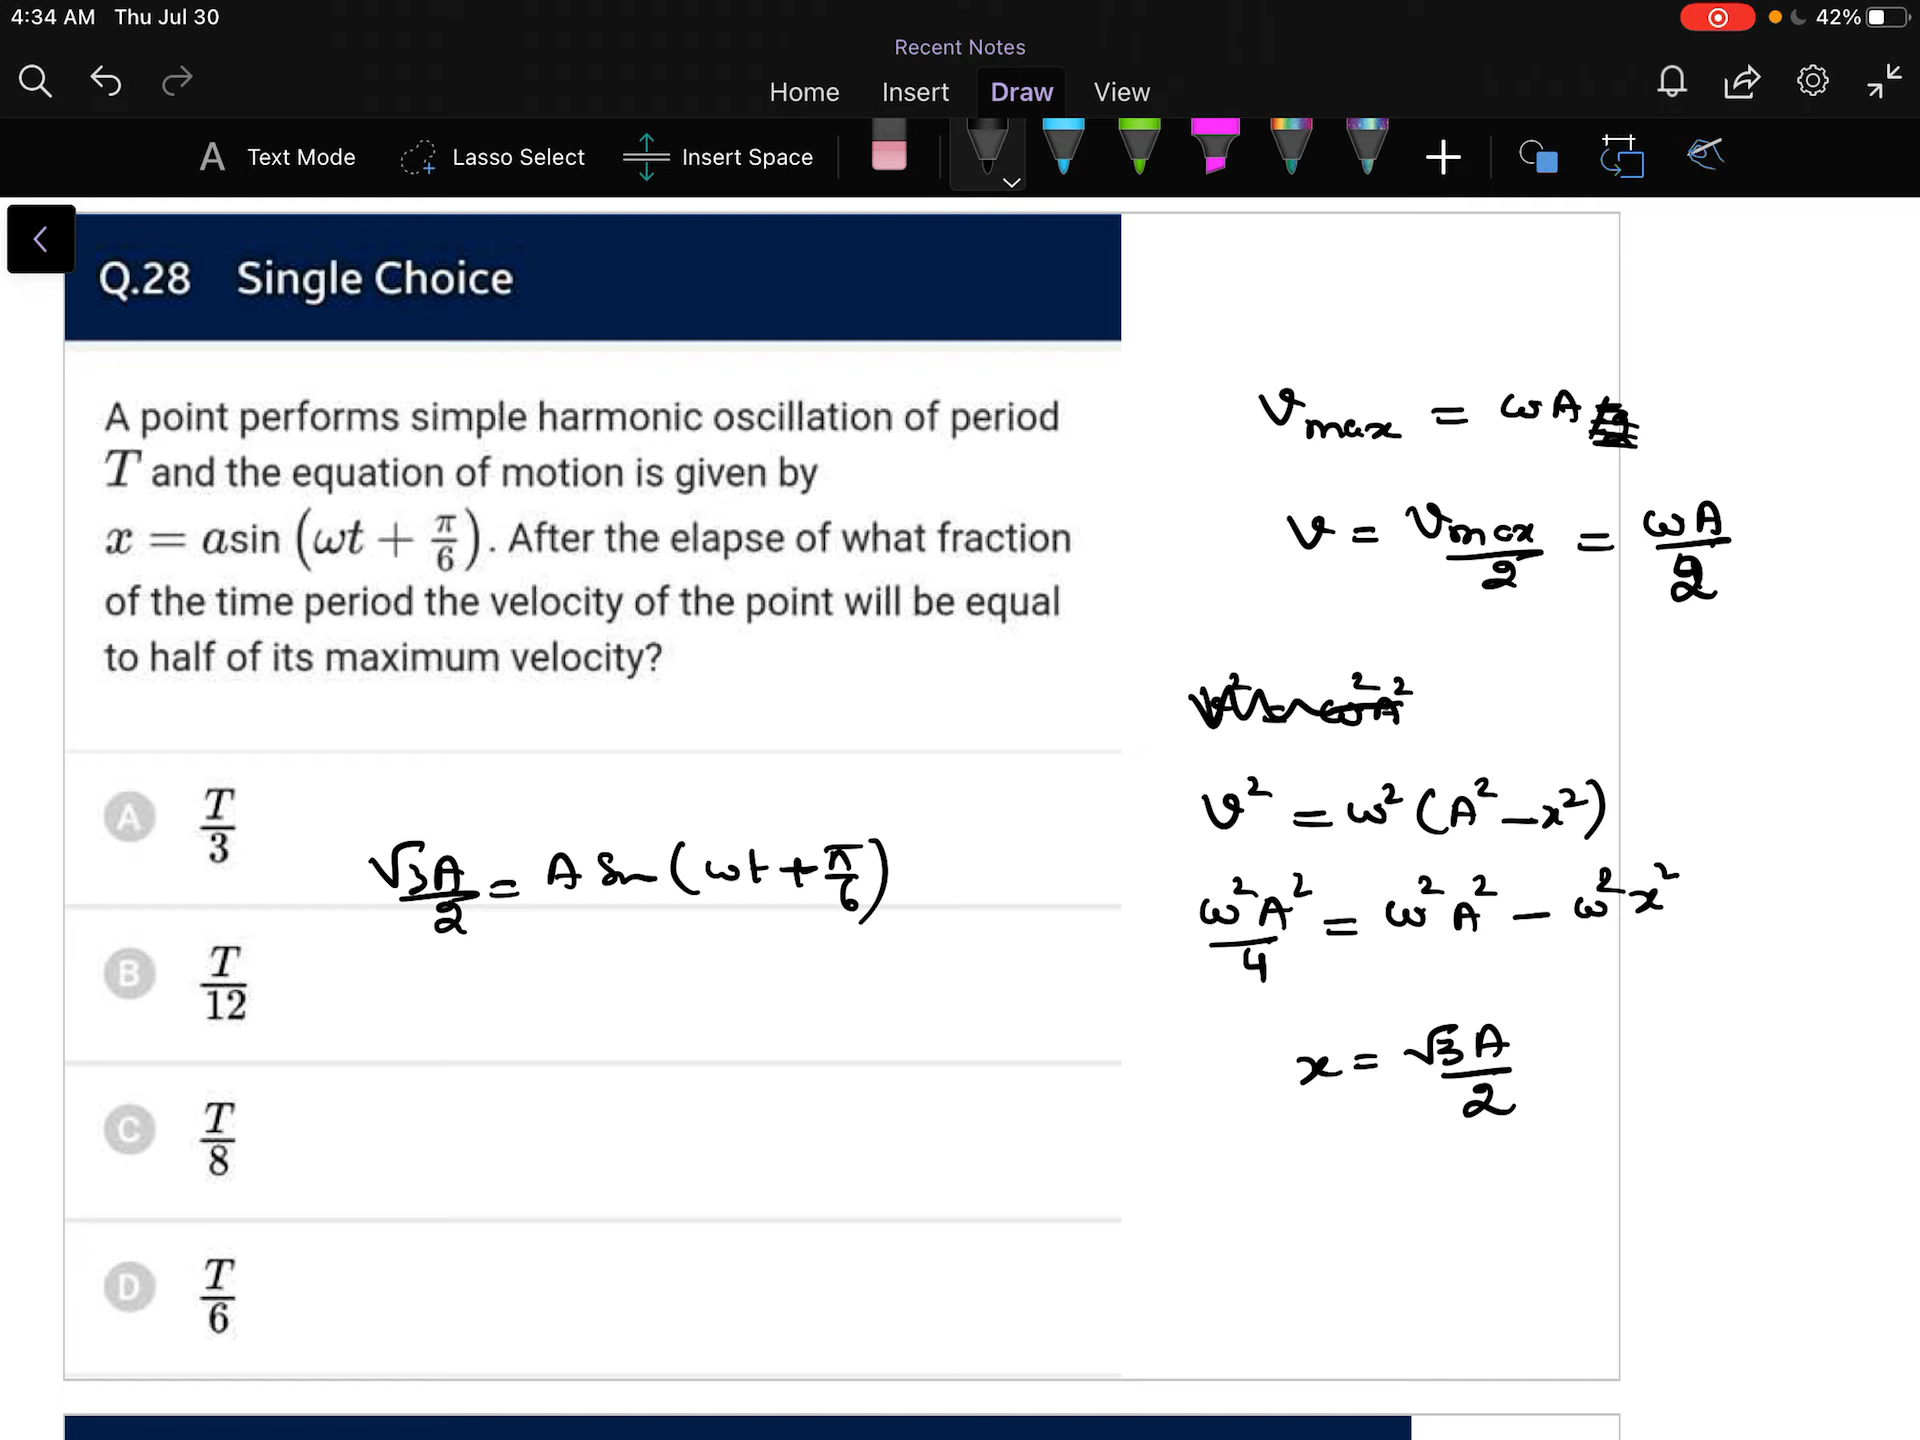 4:34 AM Thu Jul 30
42%
Recent Notes
Home Insert Draw View
A Text Mode Lasso Select Insert Space
Q.28 Single Choice
A point performs simple harmonic oscillation of period
T and the equation of motion is given by
x = asin (ωt + π/6). After the elapse of what fraction
of the time period the velocity of the point will be equal
to half of its maximum velocity?
A T/3
B T/12
C T/8
D T/6
√3A/2 = A Sin (ωt + π/6)
v max = ωA
v = v max/2 = ωA/2
v² = ω² (A² − x²)
ω²A²/4 = ω²A² − ω²x²
x = √3A/2